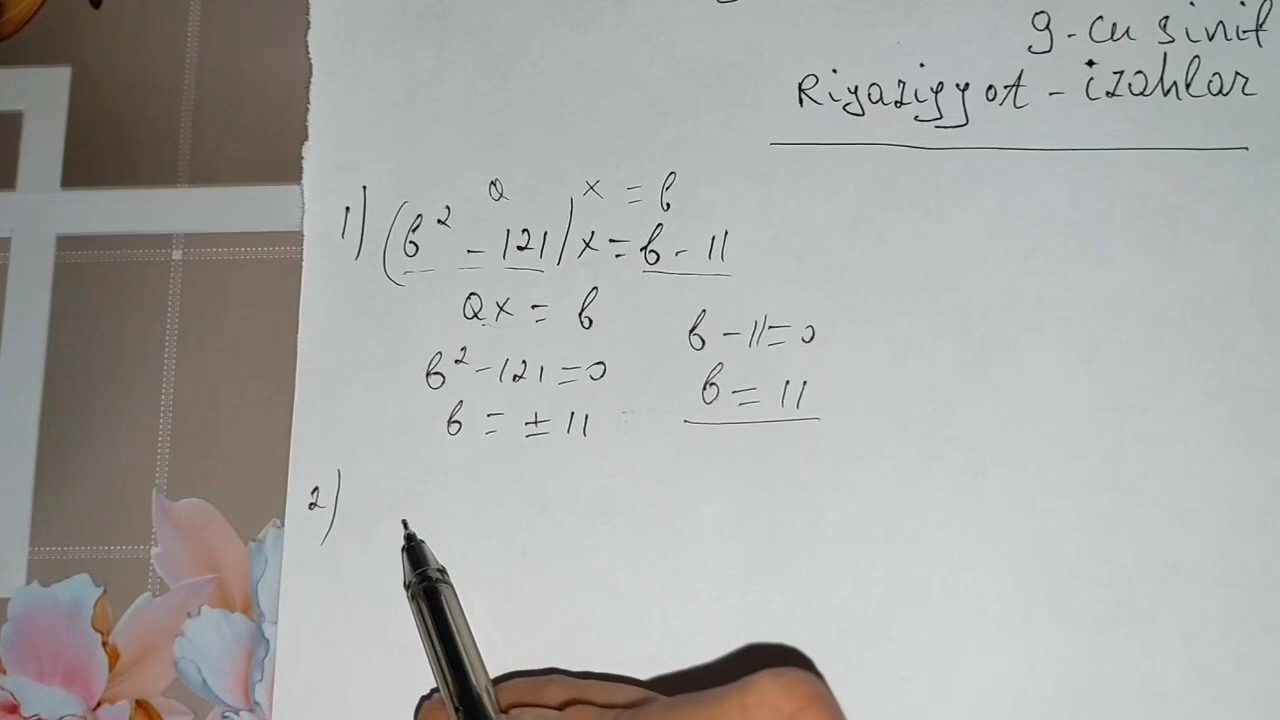 9-cu sinif
Riyaziyyat - izahlar
a x = b
1) (b² - 121) x = b - 11
ax = b
b² - 121 = 0
b = ± 11
b - 11 = 0
b = 11
2)